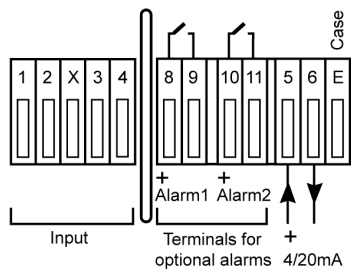 Case
1 2 X 3 4 8 9 10 11 5 6 E
+ + 
Alarm1 Alarm2
Input
Terminals for
optional alarms
+
4/20mA